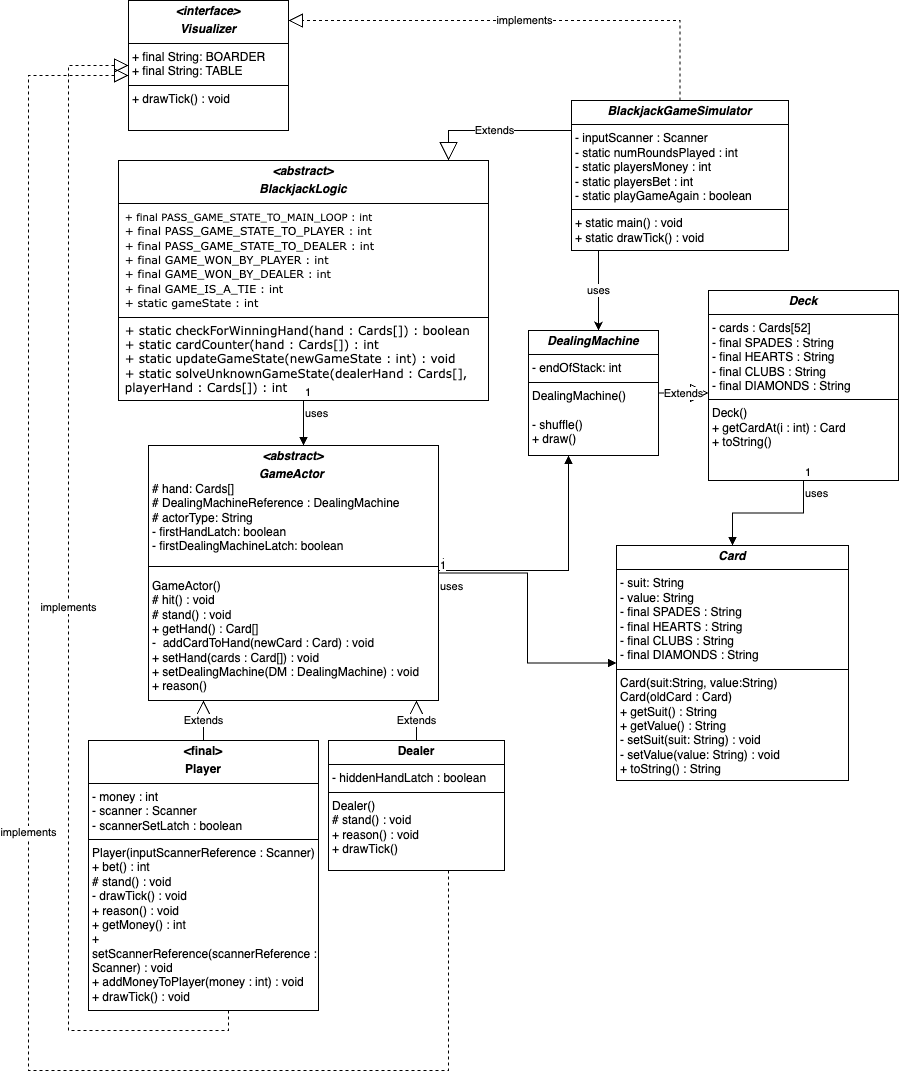 <interface>
Visualizer
+ final String: BOARDER
+ final String: TABLE
+ drawTick() : void
implements
BlackjackGameSimulator
- inputScanner : Scanner
- static numRoundsPlayed : int
- static playersMoney : int
- static playersBet : int
- static playGameAgain : boolean
+ static main() : void
+ static drawTick() : void
Extends
<abstract>
BlackjackLogic
+ final PASS_GAME_STATE_TO_MAIN_LOOP : int
+ final PASS_GAME_STATE_TO_PLAYER : int
+ final PASS_GAME_STATE_TO_DEALER : int
+ final GAME_WON_BY_PLAYER : int
+ final GAME_WON_BY_DEALER : int
+ final GAME_IS_A_TIE : int
+ static gameState : int
+ static checkForWinningHand(hand : Cards[]) : boolean
+ static cardCounter(hand : Cards[]) : int
+ static updateGameState(newGameState : int) : void
+ static solveUnknownGameState(dealerHand : Cards[],
playerHand : Cards[]) : int
1
uses
uses
DealingMachine
- endOfStack: int
DealingMachine()
- shuffle()
+ draw()
Extends
Deck
- cards : Cards[52]
- final SPADES : String
- final HEARTS : String
- final CLUBS : String
- final DIAMONDS : String
Deck()
+ getCardAt(i : int) : Card
+ toString()
1
uses
<abstract>
GameActor
# hand: Cards[]
# DealingMachineReference : DealingMachine
# actorType: String
- firstHandLatch: boolean
- firstDealingMachineLatch: boolean
GameActor()
# hit() : void
# stand() : void
+ getHand() : Card[]
- addCardToHand(newCard : Card) : void
+ setHand(cards : Card[]) : void
+ setDealingMachine(DM : DealingMachine) : void
+ reason()
1
uses
Card
- suit: String
- value: String
- final SPADES : String
- final HEARTS : String
- final CLUBS : String
- final DIAMONDS : String
Card(suit:String, value:String)
Card(oldCard : Card)
+ getSuit() : String
+ getValue() : String
- setSuit(suit: String) : void
- setValue(value: String) : void
+ toString() : String
implements
Extends
Extends
<final>
Player
- money : int
- scanner : Scanner
- scannerSetLatch : boolean
Player(inputScannerReference : Scanner)
+ bet() : int
# stand() : void
- drawTick() : void
+ reason() : void
+ getMoney() : int
+
setScannerReference(scannerReference :
Scanner) : void
+ addMoneyToPlayer(money : int) : void
+ drawTick() : void
Dealer
- hiddenHandLatch : boolean
Dealer()
# stand() : void
+ reason() : void
+ drawTick()
implements